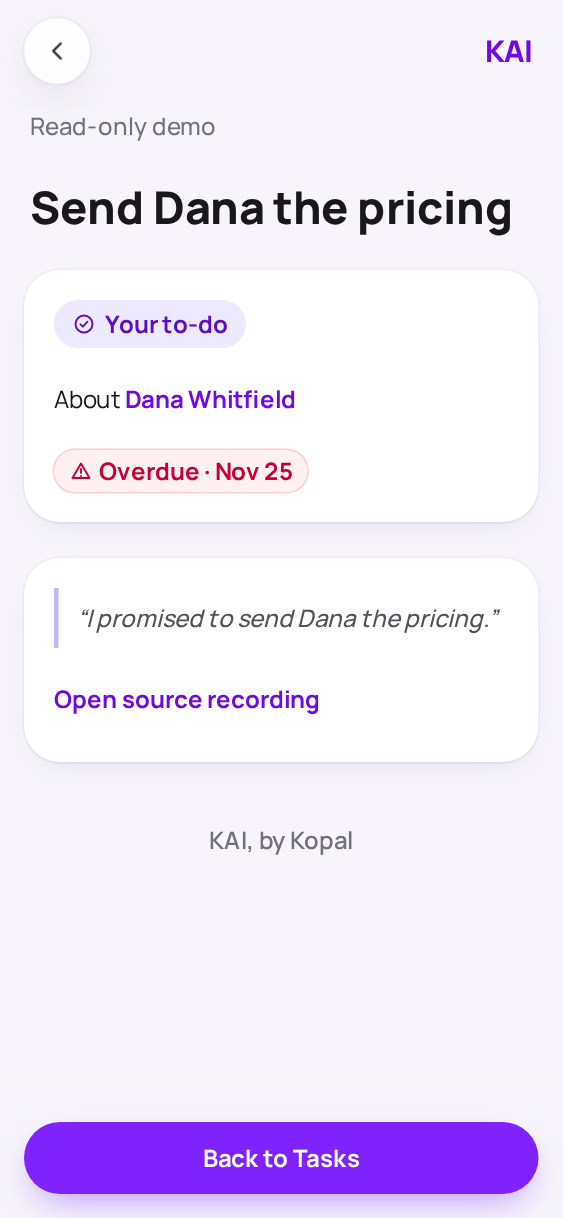 KAI
Read-only demo
Send Dana the pricing
Your to-do
About Dana Whitfield
Overdue · Nov 25
“I promised to send Dana the pricing.”
Open source recording
KAI, by Kopal
Back to Tasks